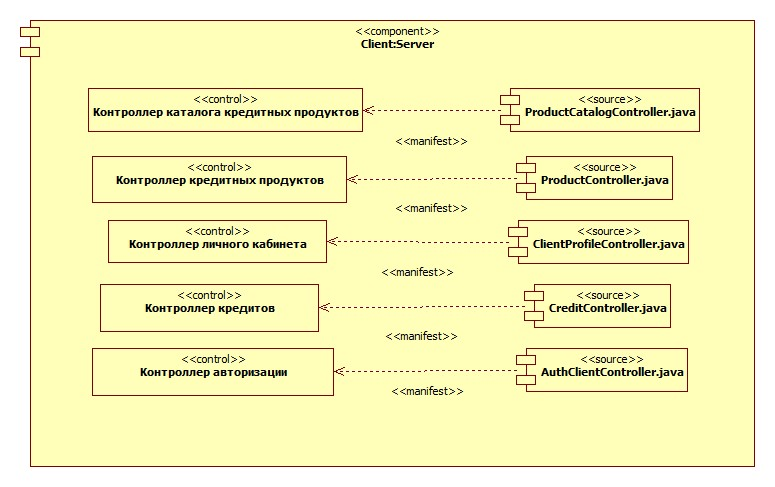 <<component>>
Client:Server
<<control>>
Контроллер каталога кредитных продуктов
<<source>>
ProductCatalogController.java
<<manifest>>
<<control>>
Контроллер кредитных продуктов
<<source>>
ProductController.java
<<manifest>>
<<control>>
Контроллер личного кабинета
<<source>>
ClientProfileController.java
<<manifest>>
<<control>>
Контроллер кредитов
<<source>>
CreditController.java
<<manifest>>
<<control>>
Контроллер авторизации
<<source>>
AuthClientController.java
<<manifest>>